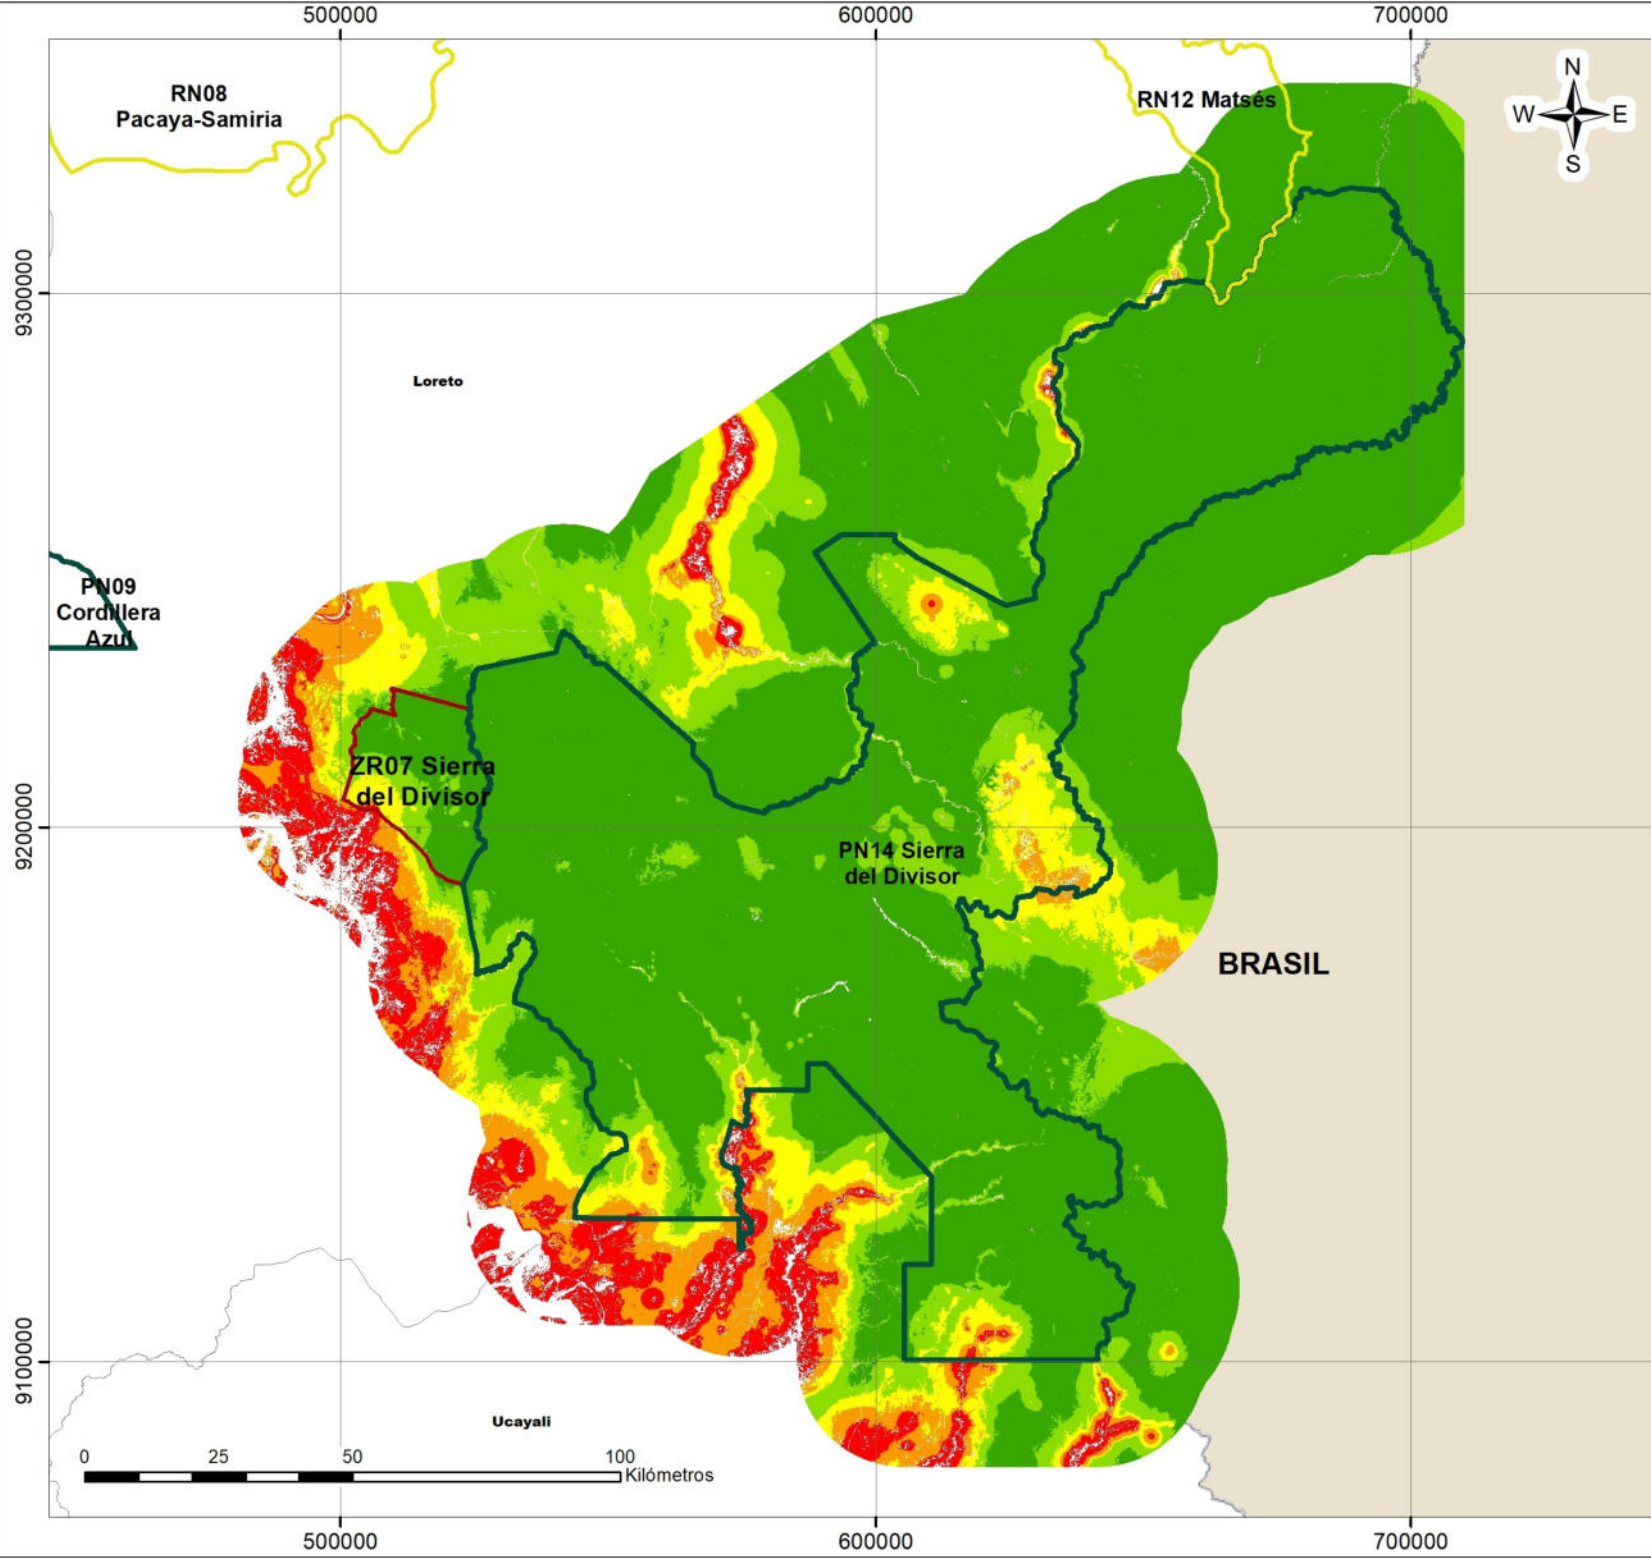 500000
600000
700000
N
W
E
S
RN08
Pacaya-Samiria
RN12 Matsés
9300000
Loreto
PN09
Cordillera
Azul
ZR07 Sierra
del Divisor
9200000
PN14 Sierra
del Divisor
BRASIL
9100000
Ucayali
0
25
50
100
Kilómetros
500000
600000
700000